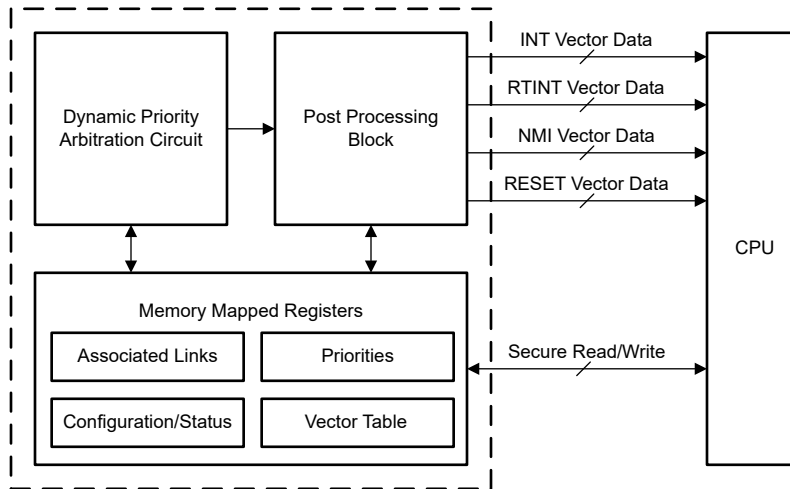 INT Vector Data
RTINT Vector Data
NMI Vector Data
RESET Vector Data
Dynamic Priority
Arbitration Circuit
Post Processing
Block
CPU
Memory Mapped Registers
Associated Links
Priorities
Configuration/Status
Vector Table
Secure Read/Write